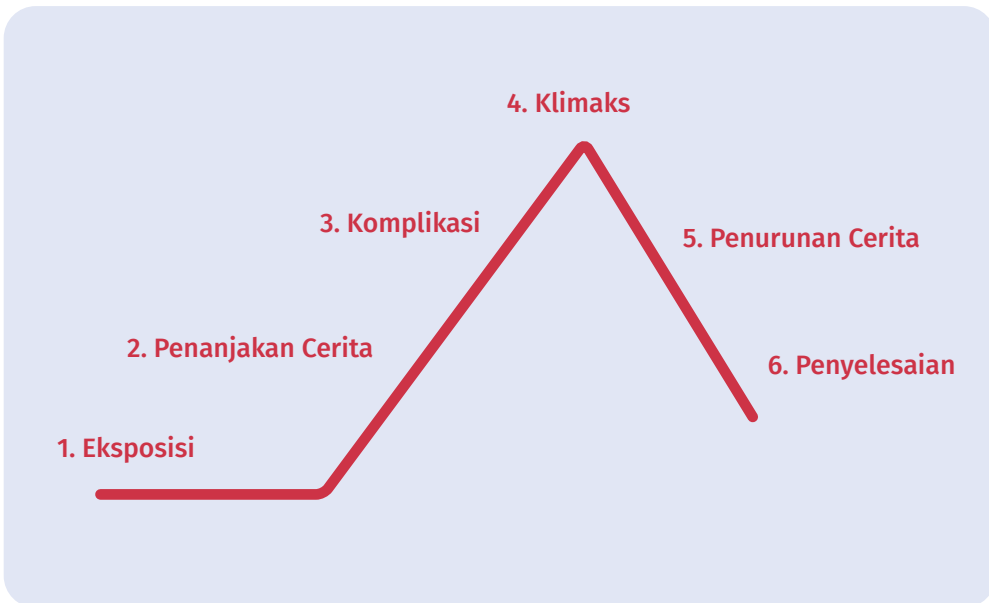 4. Klimaks
3. Komplikasi
5. Penurunan Cerita
2. Penanjakan Cerita
6. Penyelesaian
1. Eksposisi